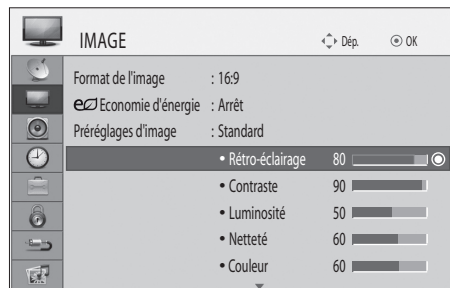 IMAGE Dép. OK
Format de l'image : 16:9
Economie d'énergie : Arrêt
Préréglages d'image : Standard
• Rétro-éclairage 80
• Contraste 90
• Luminosité 50
• Netteté 60
• Couleur 60